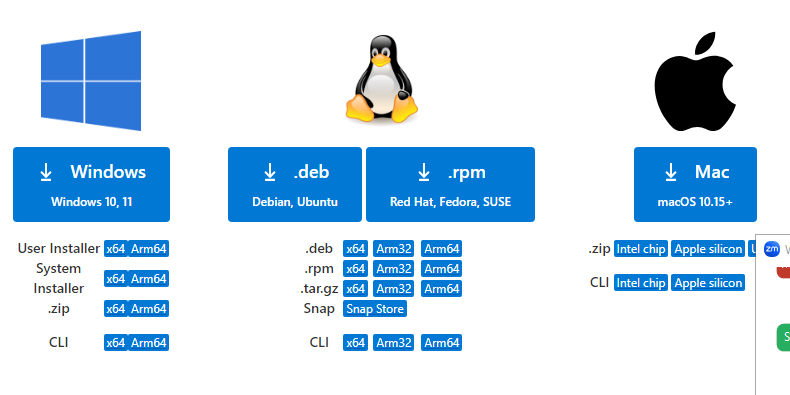 Windows
Windows 10, 11
.deb
Debian, Ubuntu
.rpm
Red Hat, Fedora, SUSE
Mac
macOS 10.15+
User Installer x64 Arm64
System
Installer x64 Arm64
.zip x64 Arm64
CLI x64 Arm64
.deb x64 Arm32 Arm64
.rpm x64 Arm32 Arm64
.tar.gz x64 Arm32 Arm64
Snap Snap Store
CLI x64 Arm32 Arm64
.zip Intel chip Apple silicon
CLI Intel chip Apple silicon
zm